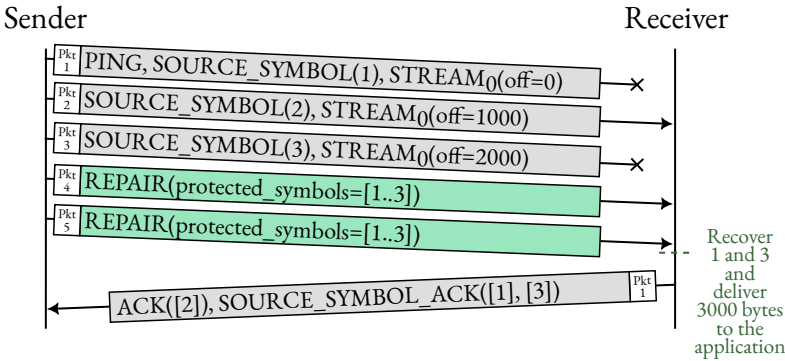 Sender
Receiver
Pkt 1 PING, SOURCE_SYMBOL(1), STREAM0(off=0)
Pkt 2 SOURCE_SYMBOL(2), STREAM0(off=1000)
Pkt 3 SOURCE_SYMBOL(3), STREAM0(off=2000)
Pkt 4 REPAIR(protected_symbols=[1..3])
Pkt 5 REPAIR(protected_symbols=[1..3])
Recover
1 and 3
and
deliver
3000 bytes
to the
application
ACK([2]), SOURCE_SYMBOL_ACK([1], [3])
Pkt 1